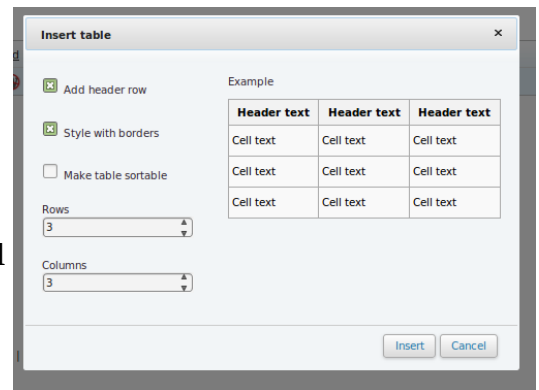 Insert table ×
d
Add header row
Style with borders
Make table sortable
Rows
3
Columns
3
Example
Header text Header text Header text
Cell text Cell text Cell text
Cell text Cell text Cell text
Cell text Cell text Cell text
Insert Cancel